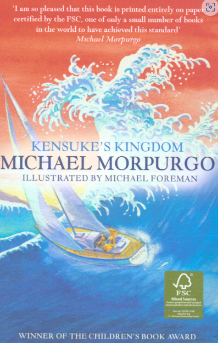 'I am so pleased that this book is printed entirely on paper
certified by the FSC, one of only a small number of books
in the world to have achieved this standard'
Michael Morpurgo
KENSUKE'S KINGDOM
MICHAEL MORPURGO
ILLUSTRATED BY MICHAEL FOREMAN
FSC
Mixed Sources
WINNER OF THE CHILDREN'S BOOK AWARD